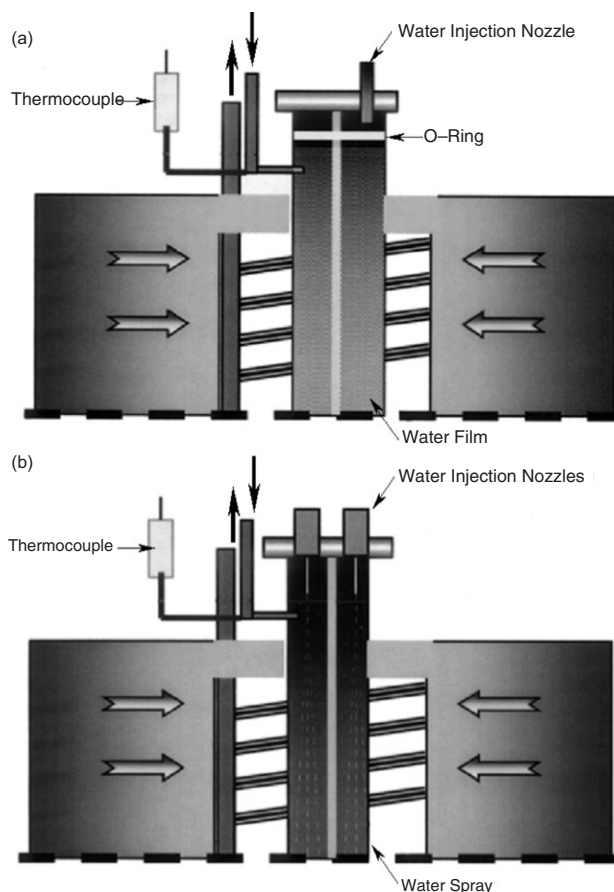 (a)
Water Injection Nozzle
Thermocouple
O–Ring
Water Film
(b)
Water Injection Nozzles
Thermocouple
Water Spray